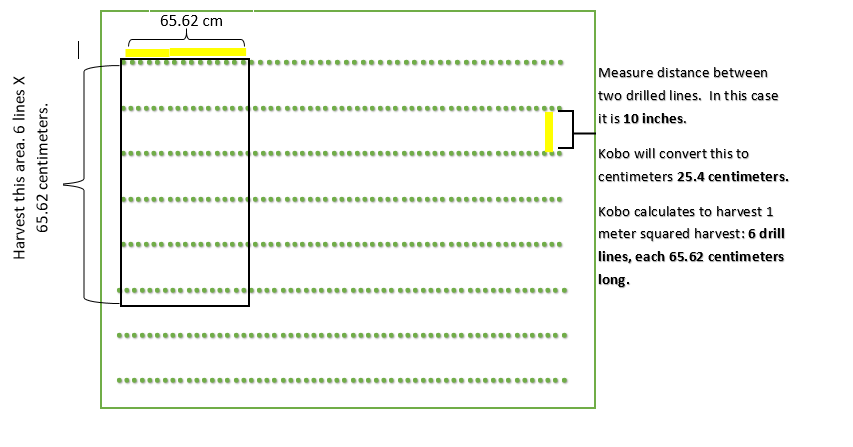 65.62 cm
Harvest this area. 6 lines X
65.62 centimeters.
Measure distance between
two drilled lines.  In this case
it is 10 inches.
Kobo will convert this to
centimeters 25.4 centimeters.
Kobo calculates to harvest 1
meter squared harvest: 6 drill
lines, each 65.62 centimeters
long.